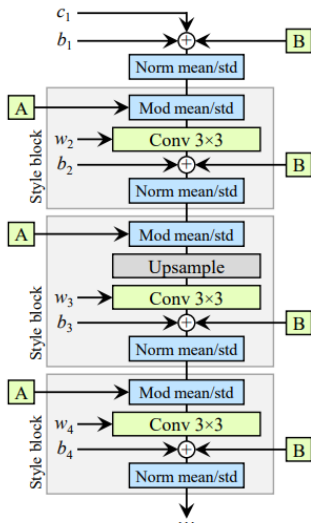 c1
b1 B
Norm mean/std
A Mod mean/std
w2 Conv 3×3
b2 B
Norm mean/std
Style block
A Mod mean/std
Upsample
w3 Conv 3×3
b3 B
Norm mean/std
Style block
A Mod mean/std
w4 Conv 3×3
b4 B
Norm mean/std
Style block
...